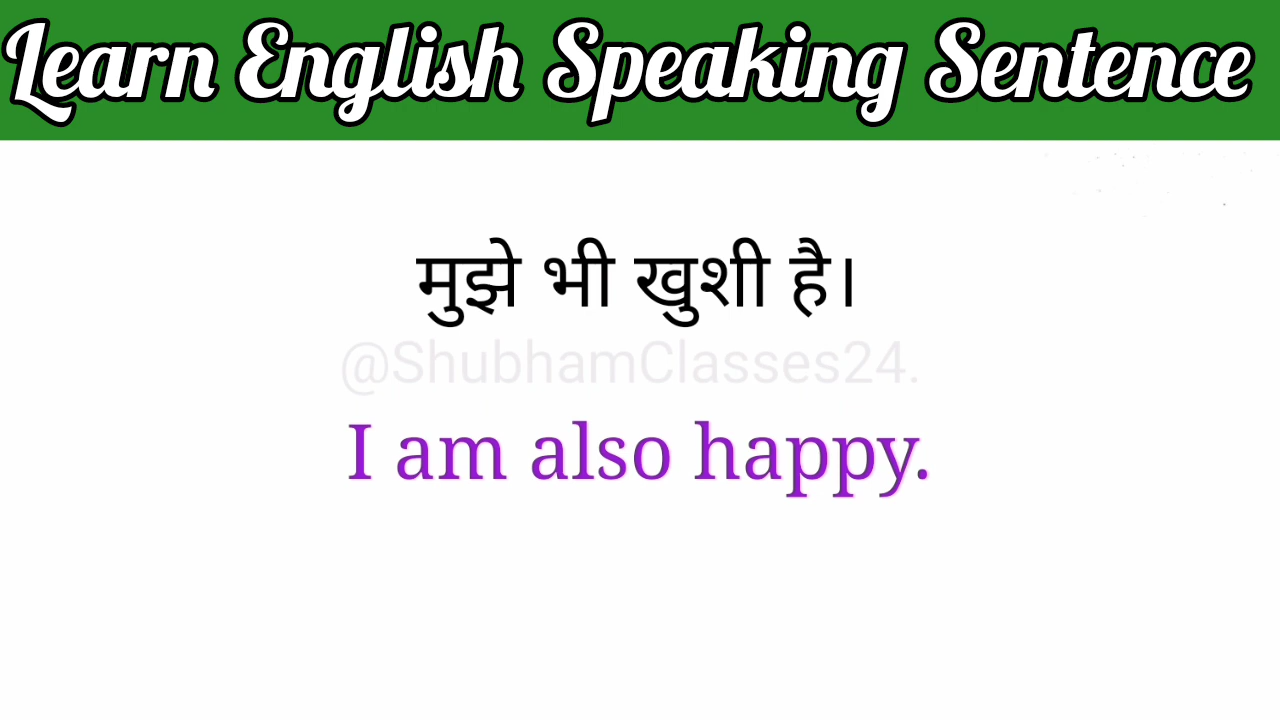 Learn English Speaking Sentence
मुझे भी खुशी है।
@ShubhamClasses24.
I am also happy.